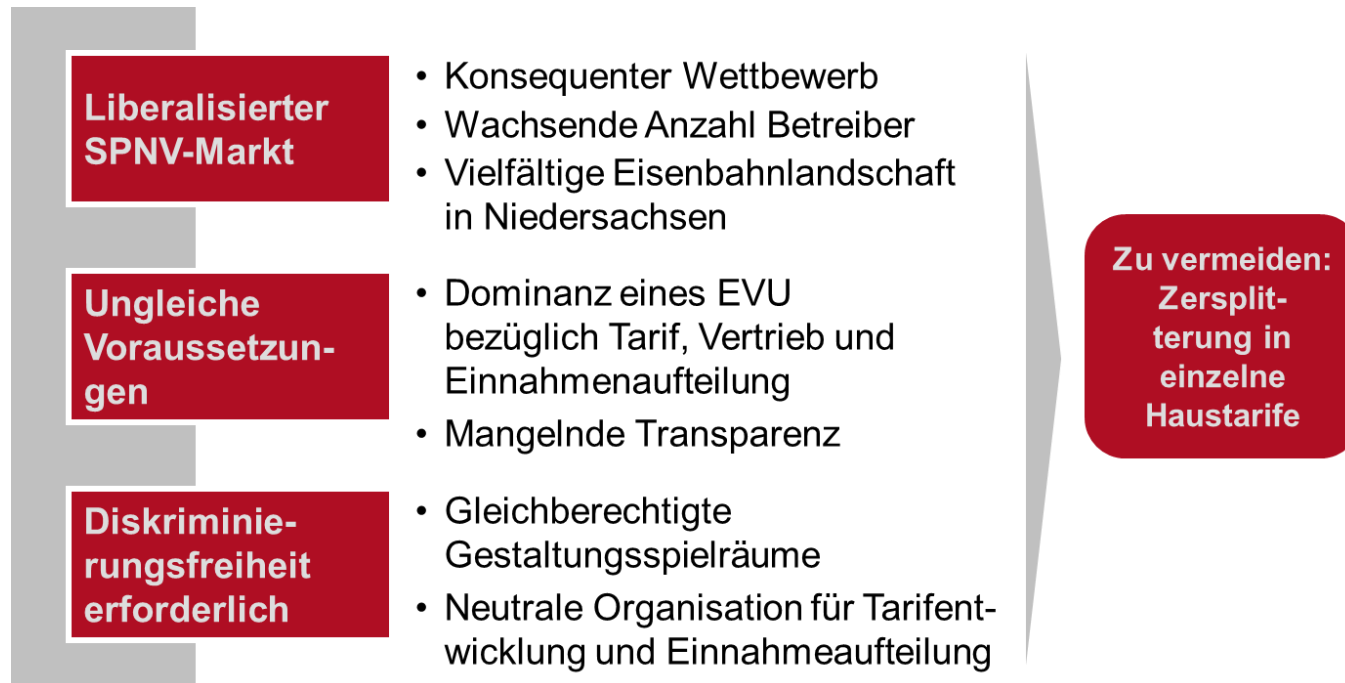 Liberalisierter
SPNV-Markt
• Konsequenter Wettbewerb
• Wachsende Anzahl Betreiber
• Vielfältige Eisenbahnlandschaft
in Niedersachsen
Ungleiche
Voraussetzun-
gen
• Dominanz eines EVU
bezüglich Tarif, Vertrieb und
Einnahmenaufteilung
• Mangelnde Transparenz
Diskriminie-
rungsfreiheit
erforderlich
• Gleichberechtigte
Gestaltungsspielräume
• Neutrale Organisation für Tarifent-
wicklung und Einnahmeaufteilung
Zu vermeiden:
Zersplit-
terung in
einzelne
Haustarife